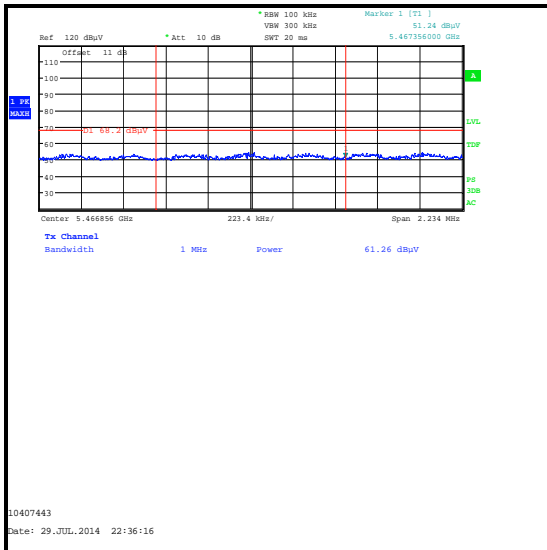 * RBW 100 kHz Marker 1 [T1 ]
VBW 300 kHz 51.24 dBµV
Ref 120 dBµV * Att 10 dB SWT 20 ms 5.467356000 GHz
Offset 11 dB
110
100
A
90
1 PK
MAXH
80
LVL
70
D1 68.2 dBµV
TDF
60
1
50
PS
40
3DB
30
AC
Center 5.466856 GHz 223.4 kHz/ Span 2.234 MHz
Tx Channel
Bandwidth 1 MHz Power 61.26 dBµV
10407443
Date: 29.JUL.2014 22:36:16